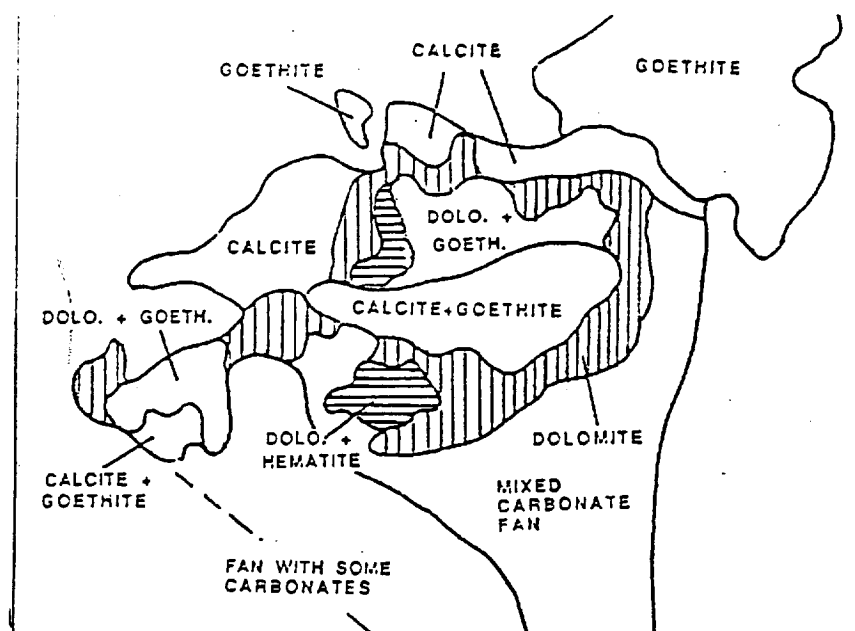 CALCITE
GOETHITE
GOETHITE
DOLO. +
GOETH.
CALCITE
CALCITE+GOETHITE
DOLO. + GOETH.
DOLO. +
HEMATITE
DOLOMITE
CALCITE +
GOETHITE
MIXED
CARBONATE
FAN
FAN WITH SOME
CARBONATES